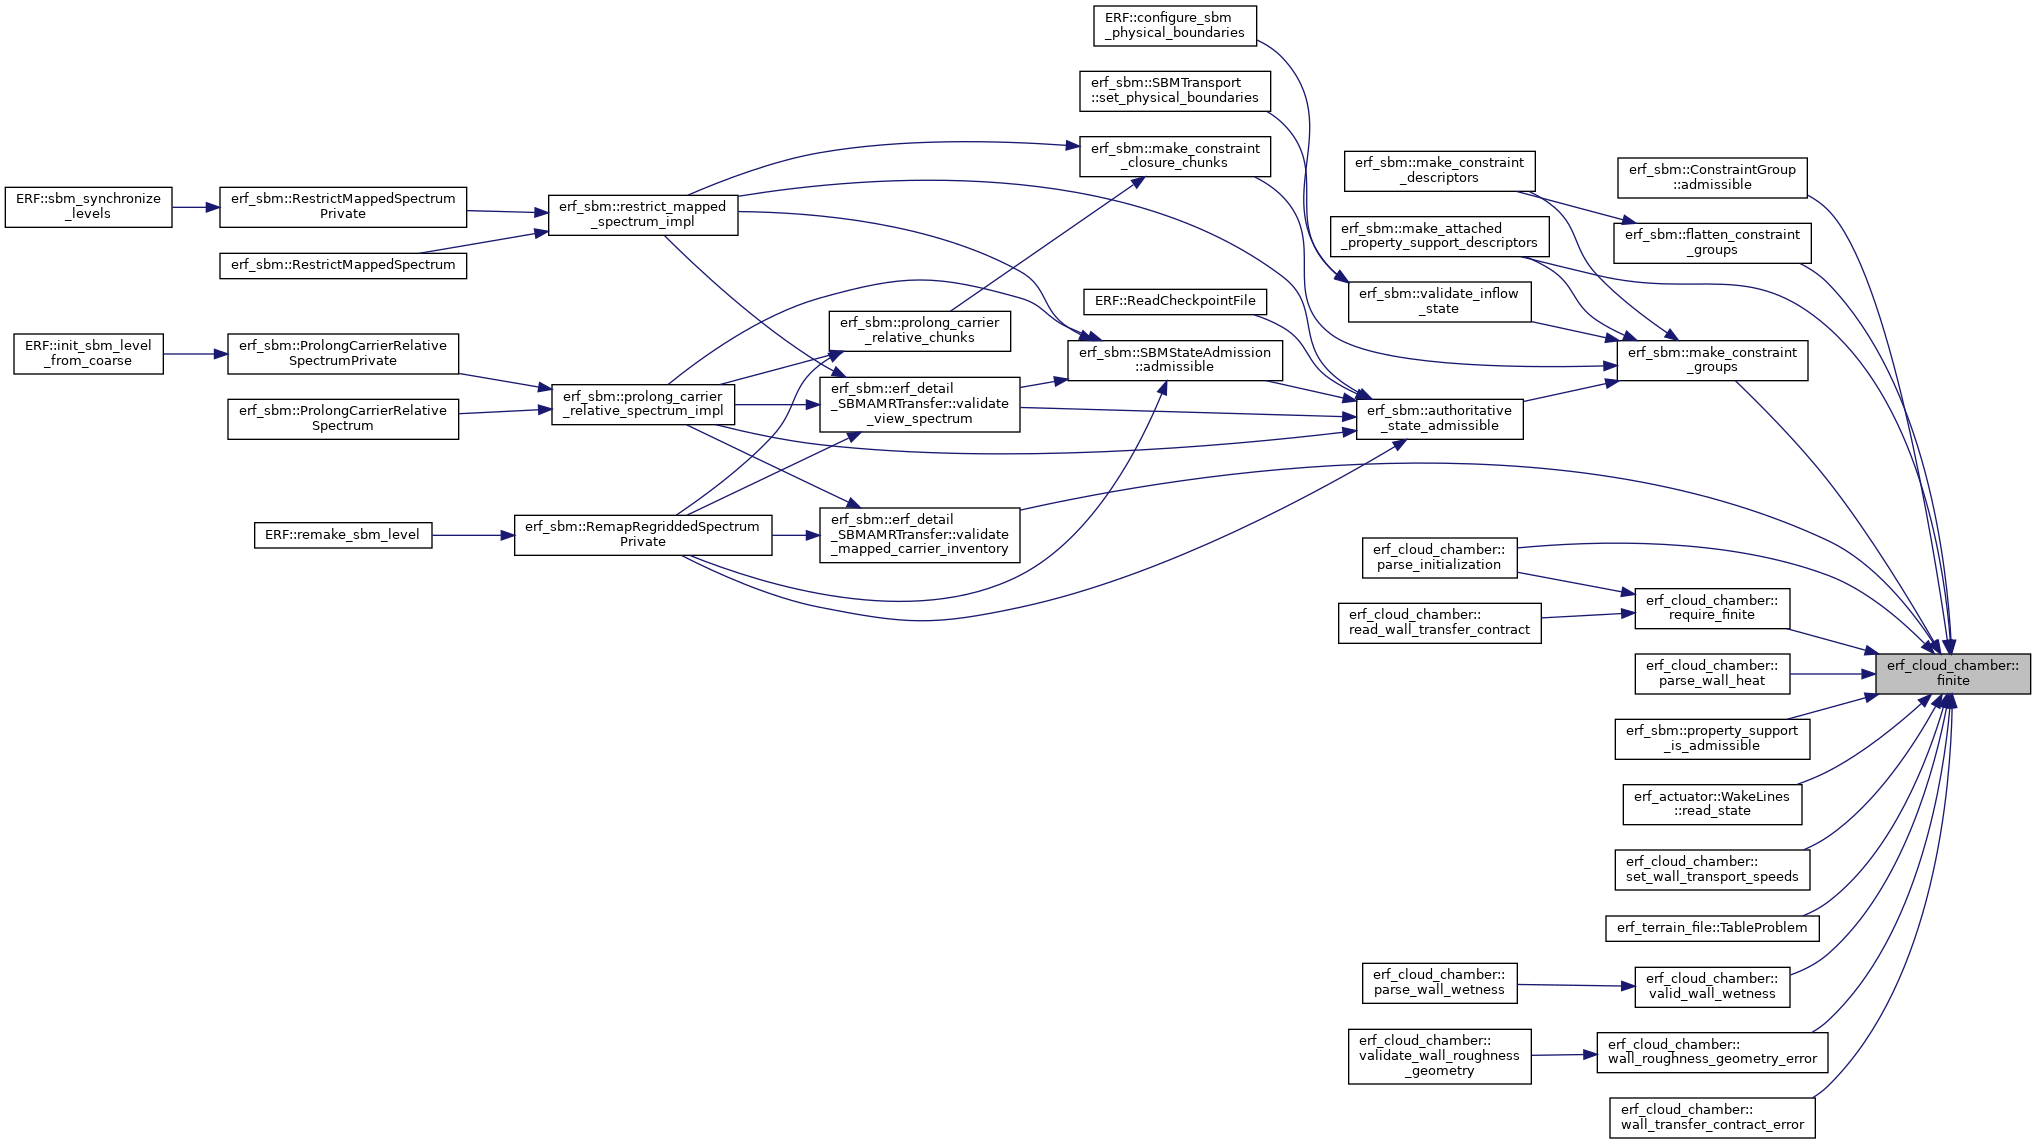 ERF::sbm_synchronize
_levels
erf_sbm::RestrictMappedSpectrum
Private
erf_sbm::RestrictMappedSpectrum
ERF::init_sbm_level
_from_coarse
erf_sbm::ProlongCarrierRelative
SpectrumPrivate
erf_sbm::ProlongCarrierRelative
Spectrum
ERF::remake_sbm_level
erf_sbm::restrict_mapped
_spectrum_impl
erf_sbm::prolong_carrier
_relative_spectrum_impl
erf_sbm::RemapRegriddedSpectrum
Private
erf_sbm::prolong_carrier
_relative_chunks
erf_sbm::erf_detail
_SBMAMRTransfer::validate
_view_spectrum
erf_sbm::erf_detail
_SBMAMRTransfer::validate
_mapped_carrier_inventory
ERF::configure_sbm
_physical_boundaries
erf_sbm::SBMTransport
::set_physical_boundaries
erf_sbm::make_constraint
_closure_chunks
ERF::ReadCheckpointFile
erf_sbm::SBMStateAdmission
::admissible
erf_sbm::make_constraint
_descriptors
erf_sbm::make_attached
_property_support_descriptors
erf_sbm::validate_inflow
_state
erf_sbm::authoritative
_state_admissible
erf_cloud_chamber::
parse_initialization
erf_cloud_chamber::
read_wall_transfer_contract
erf_cloud_chamber::
parse_wall_wetness
erf_cloud_chamber::
validate_wall_roughness
_geometry
erf_sbm::ConstraintGroup
::admissible
erf_sbm::flatten_constraint
_groups
erf_sbm::make_constraint
_groups
erf_cloud_chamber::
require_finite
erf_cloud_chamber::
parse_wall_heat
erf_sbm::property_support
_is_admissible
erf_actuator::WakeLines
::read_state
erf_cloud_chamber::
set_wall_transport_speeds
erf_terrain_file::TableProblem
erf_cloud_chamber::
valid_wall_wetness
erf_cloud_chamber::
wall_roughness_geometry_error
erf_cloud_chamber::
wall_transfer_contract_error
erf_cloud_chamber::
finite